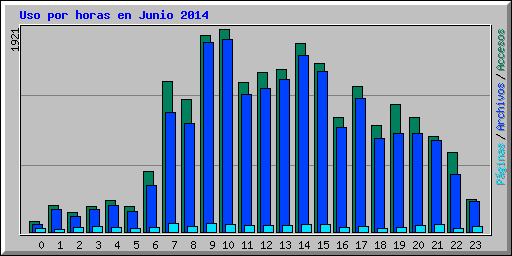 Uso por horas en Junio 2014
1921
Páginas / Archivos / Accesos
0 1 2 3 4 5 6 7 8 9 10 11 12 13 14 15 16 17 18 19 20 21 22 23